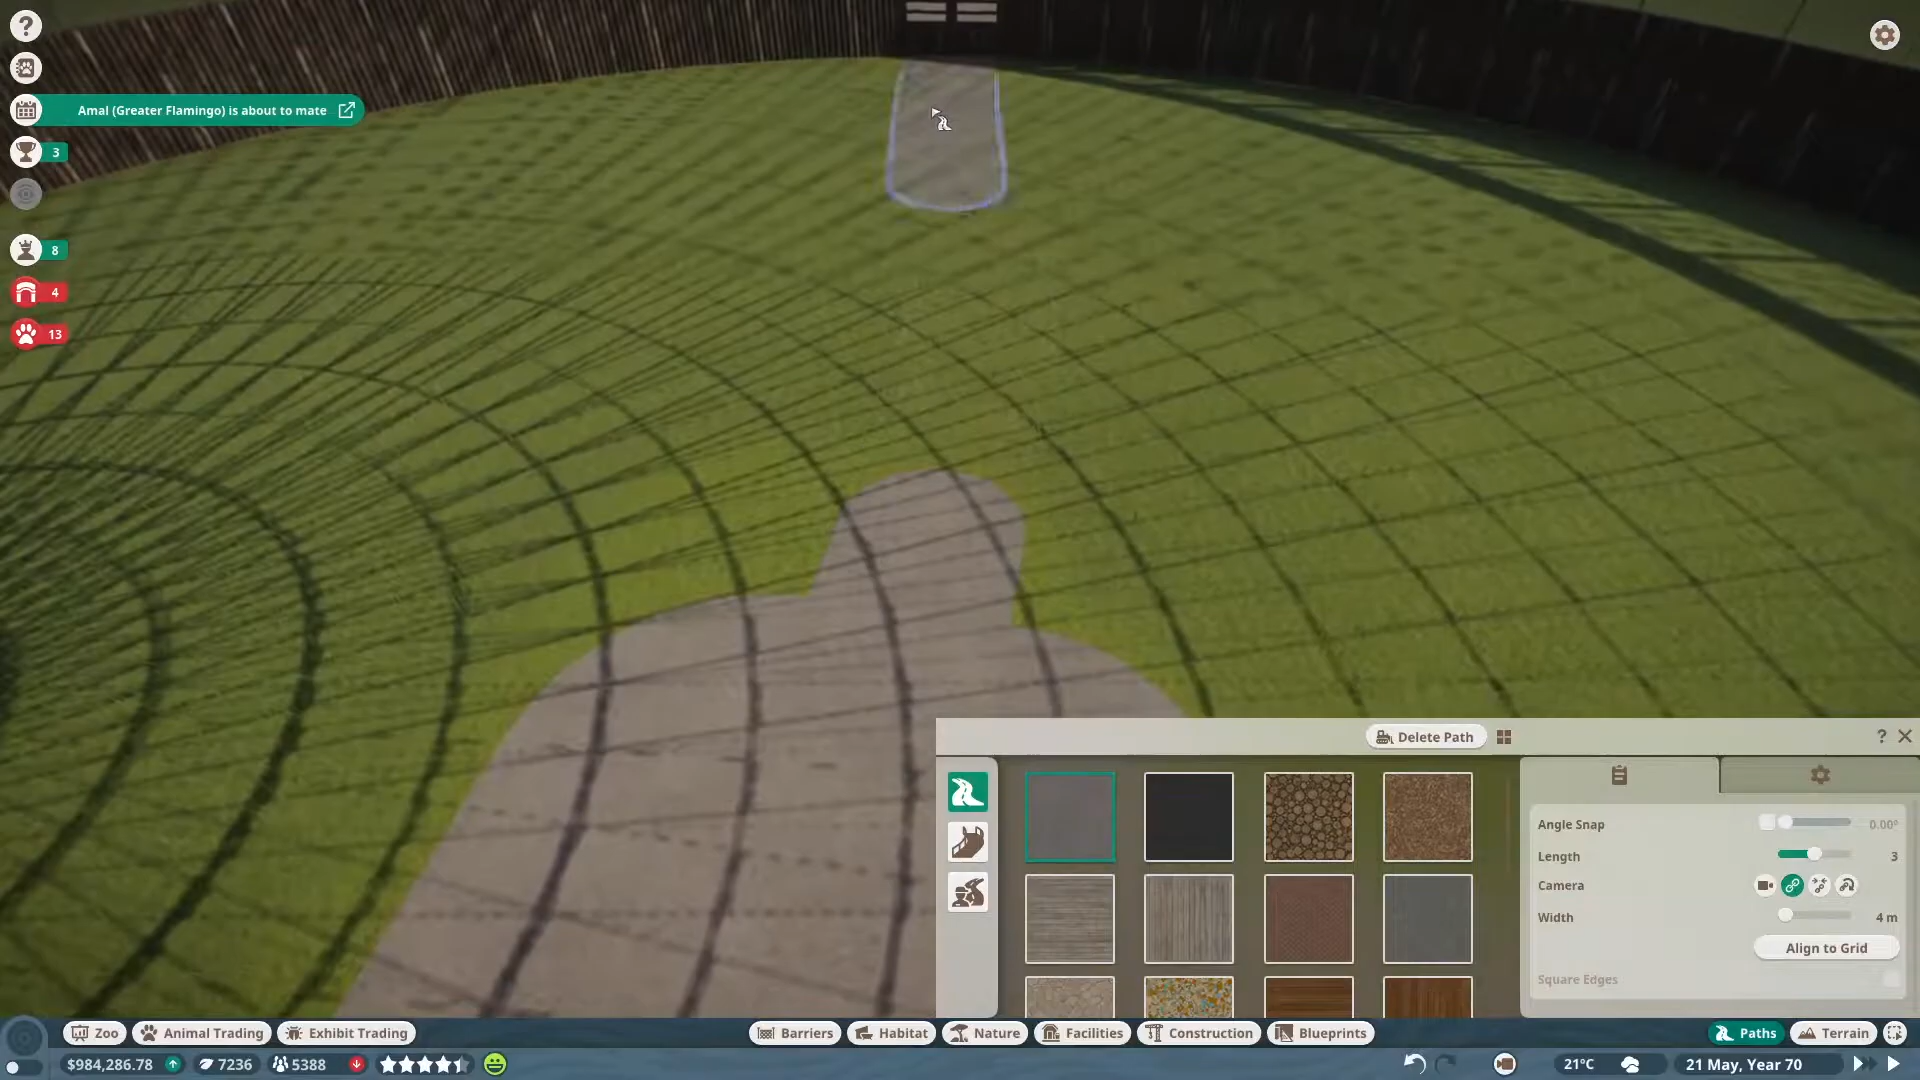 ?
Amal (Greater Flamingo) is about to mate
3
8
4
13
Delete Path
?
Angle Snap 0.00°
Length 3
Camera
Width 4 m
Align to Grid
Square Edges
Zoo Animal Trading Exhibit Trading Barriers Habitat Nature Facilities Construction Blueprints Paths Terrain
$984,286.78 7236 5388 21°C 21 May, Year 70